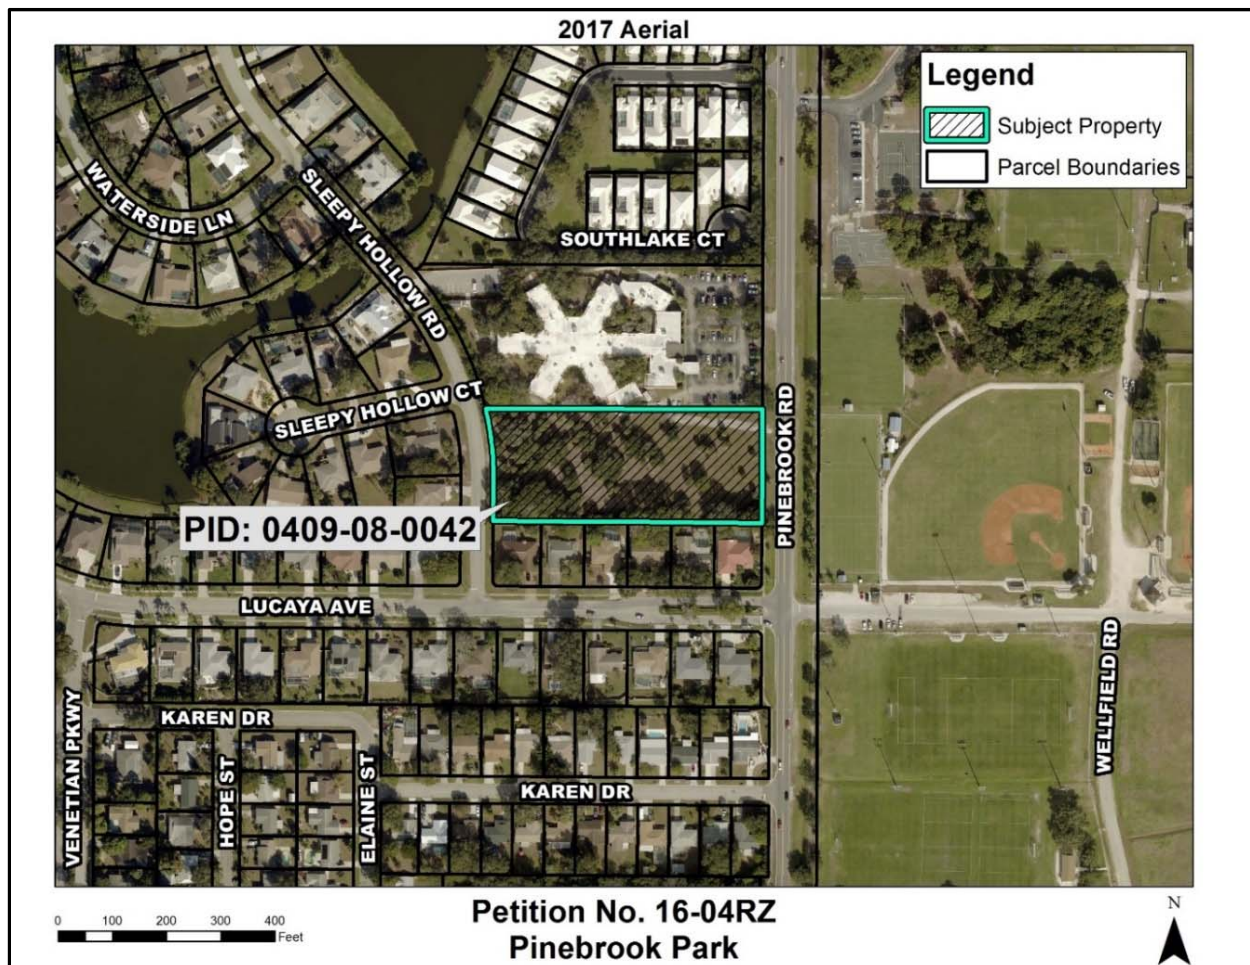 2017 Aerial
Legend
Subject Property
Parcel Boundaries
WATERSIDE LN
SLEEPY HOLLOW RD
SOUTHLAKE CT
SLEEPY HOLLOW CT
PINEBROOK RD
PID: 0409-08-0042
LUCAYA AVE
WELLFIELD RD
VENETIAN PKWY
KAREN DR
HOPE ST
ELAINE ST
KAREN DR
0 100 200 300 400
Feet
Petition No. 16-04RZ
Pinebrook Park
N